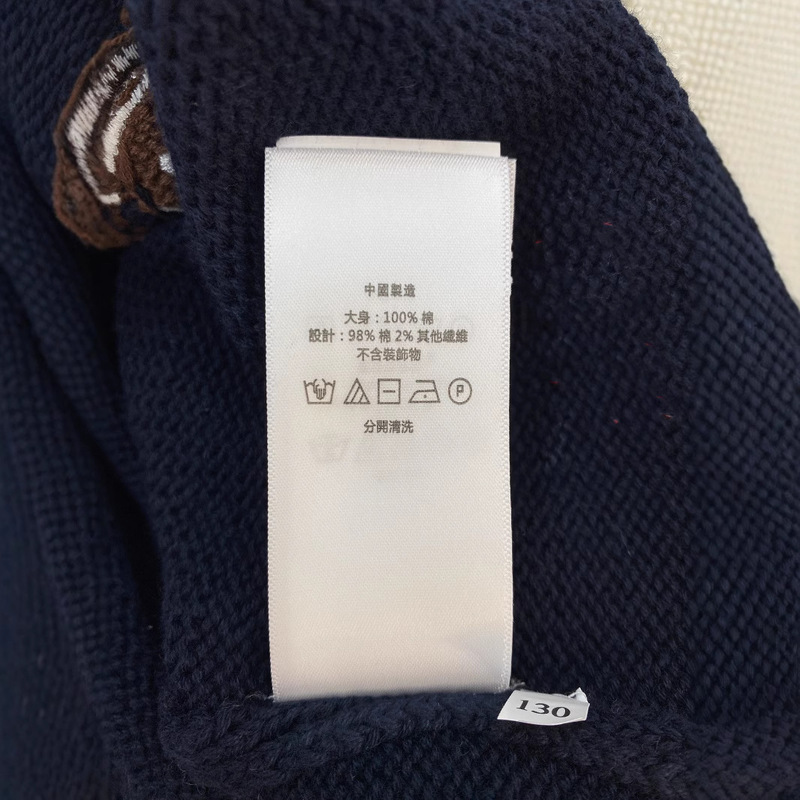 中國製造
大身：100% 棉
設計：98% 棉 2% 其他纖維
不含裝飾物
P
分開清洗
130